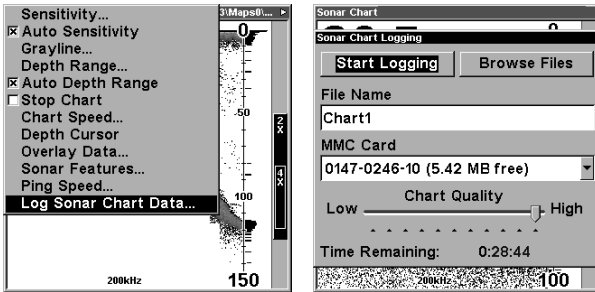 Sensitivity...
3\Maps0\...
Auto Sensitivity
0
Grayline...
Depth Range...
Auto Depth Range
Stop Chart
50
Chart Speed...
2X
Depth Cursor
Overlay Data...
Sonar Features...
4X
Ping Speed...
100
Log Sonar Chart Data...
200kHz
150
Sonar Chart
Sonar Chart Logging
Start Logging
Browse Files
File Name
Chart1
MMC Card
0147-0246-10 (5.42 MB free)
Chart Quality
Low
High
Time Remaining:
0:28:44
200kHz
100